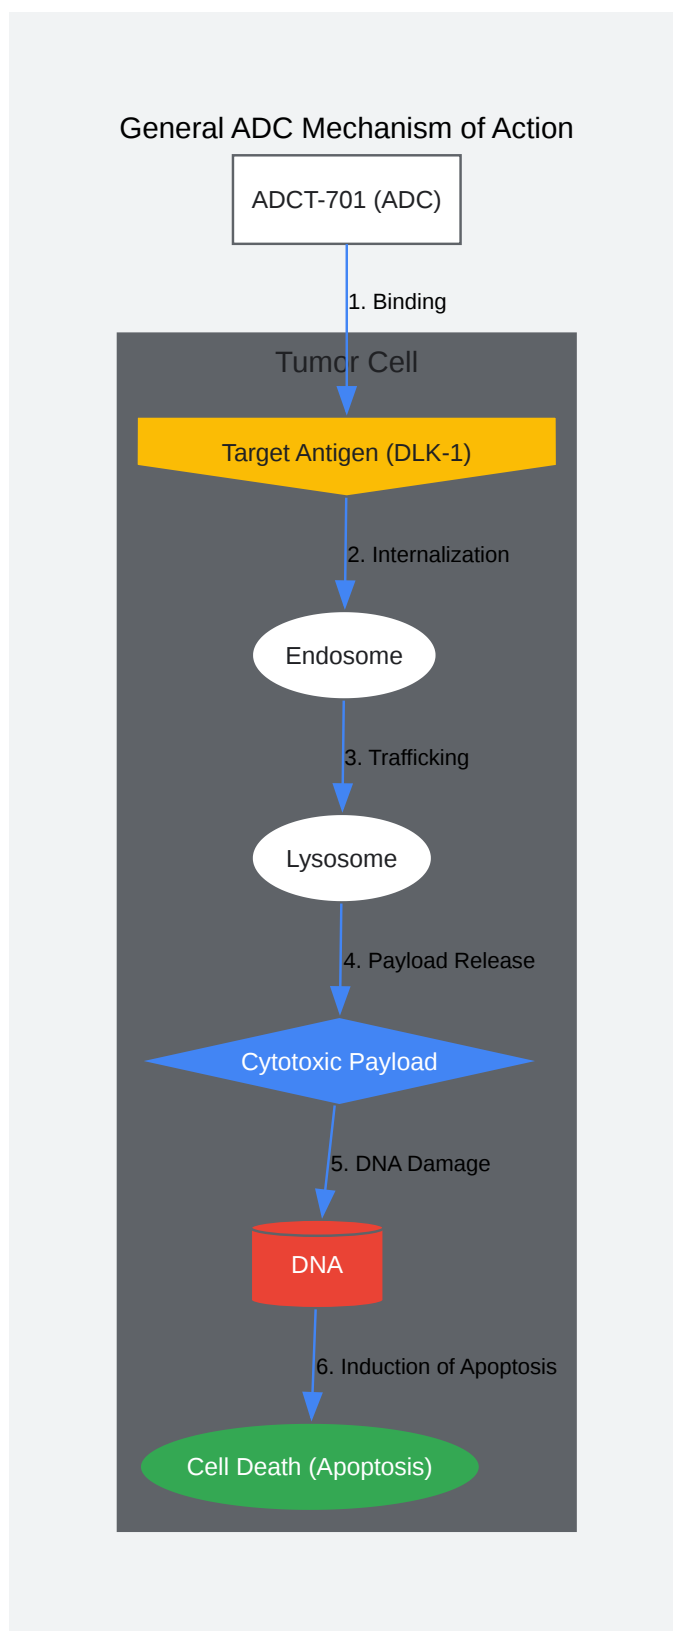 General ADC Mechanism of Action
ADCT-701 (ADC)
1. Binding
Tumor Cell
Target Antigen (DLK-1)
2. Internalization
Endosome
3. Trafficking
Lysosome
4. Payload Release
Cytotoxic Payload
5. DNA Damage
DNA
6. Induction of Apoptosis
Cell Death (Apoptosis)